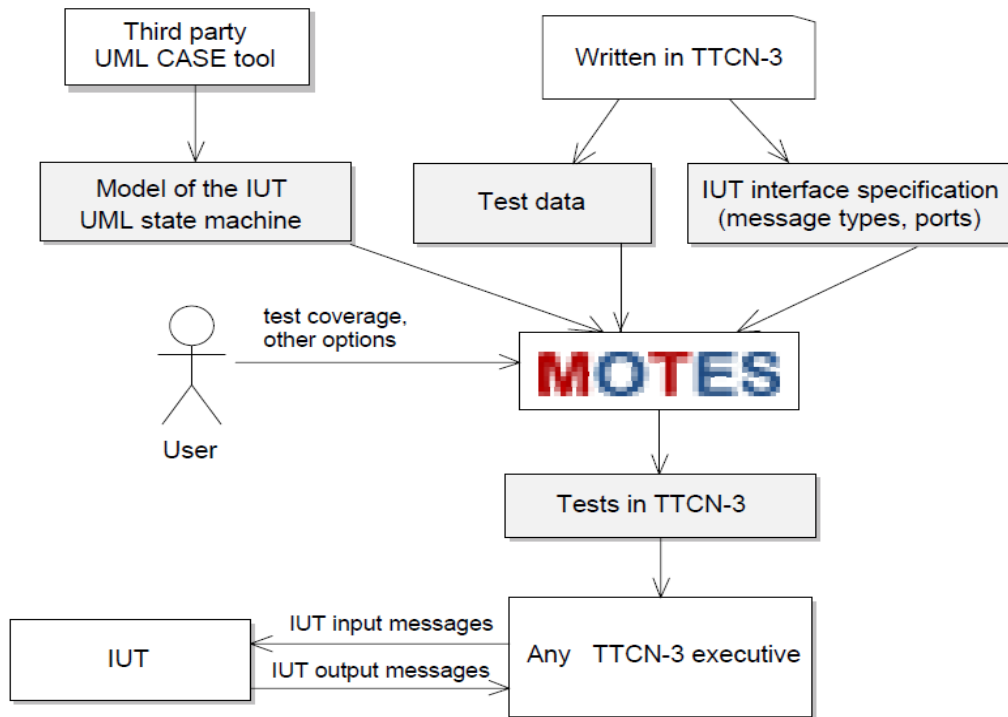 Third party
UML CASE tool
Written in TTCN-3
Model of the IUT
UML state machine
Test data
IUT interface specification
(message types, ports)
test coverage,
other options
MOTES
User
Tests in TTCN-3
IUT input messages
IUT
Any TTCN-3 executive
IUT output messages